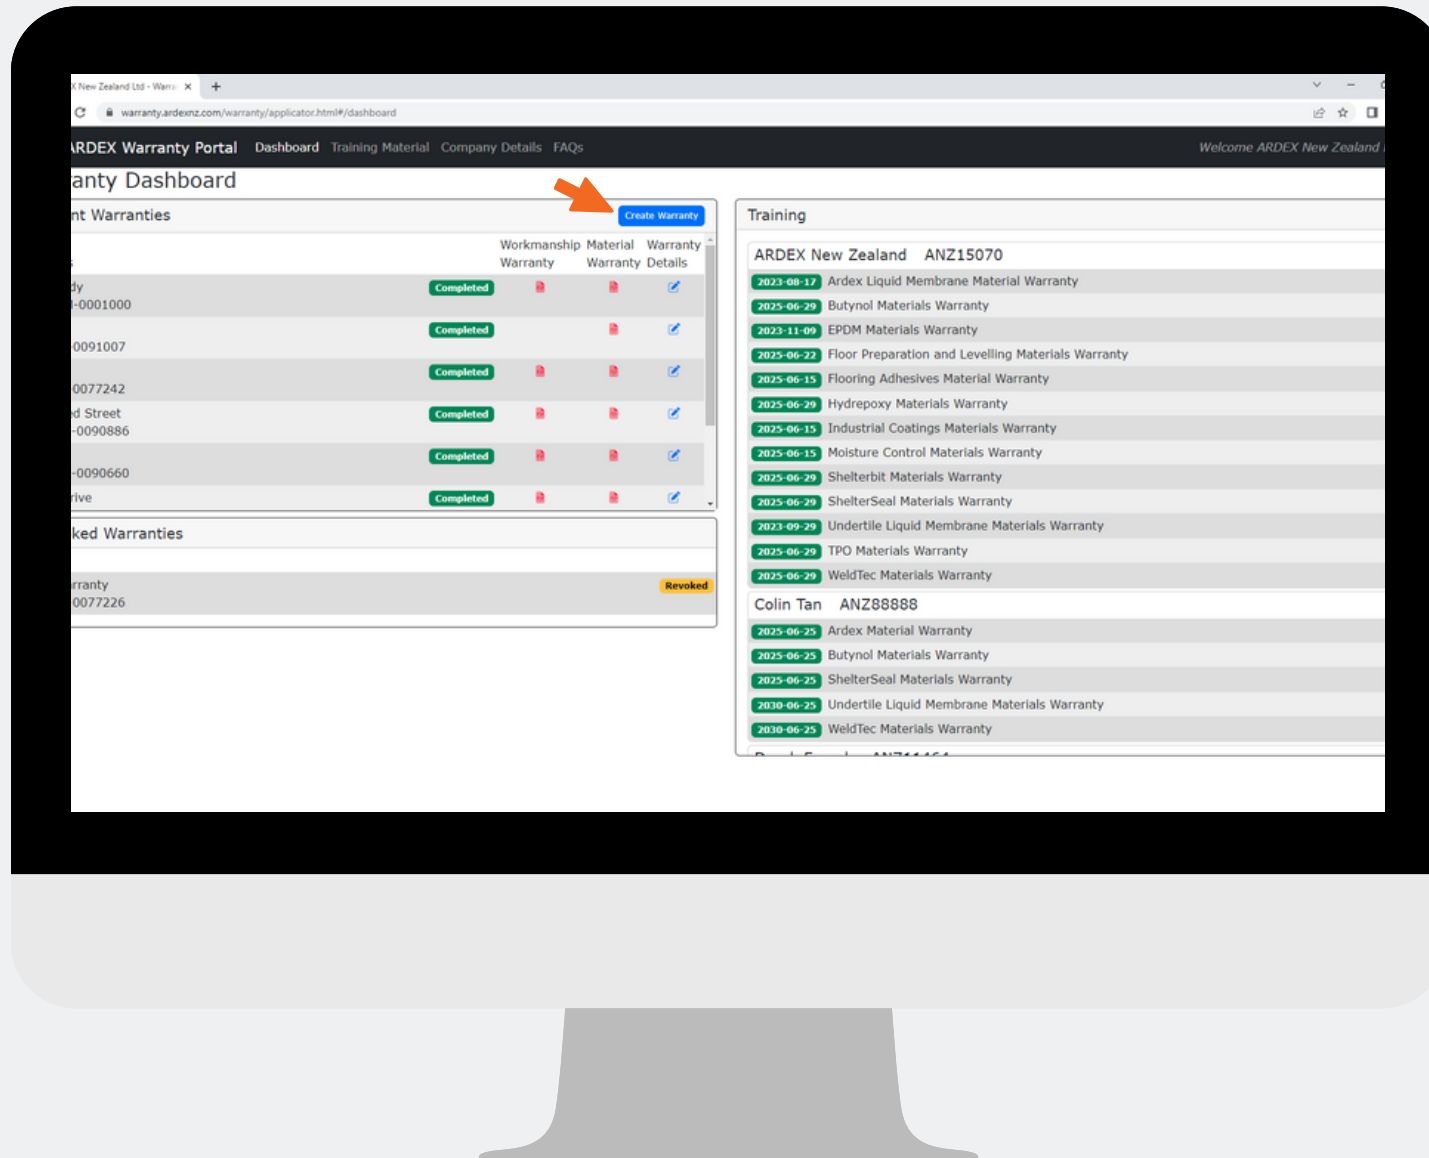 X New Zealand Ltd - Warra
warranty.ardexnz.com/warranty/applicator.html#/dashboard
ARDEX Warranty Portal Dashboard Training Material Company Details FAQs Welcome ARDEX New Zealand
anty Dashboard
nt Warranties Create Warranty
Workmanship Warranty Material Warranty Warranty Details
s
dy Completed
-0001000
Completed
-0091007
Completed
-0077242
ed Street Completed
-0090886
Completed
-0090660
rive Completed
ked Warranties
rranty Revoked
0077226
Training
ARDEX New Zealand ANZ15070
2023-08-17 Ardex Liquid Membrane Material Warranty
2025-06-29 Butynol Materials Warranty
2023-11-09 EPDM Materials Warranty
2025-06-22 Floor Preparation and Levelling Materials Warranty
2025-06-15 Flooring Adhesives Material Warranty
2025-06-29 Hydrepoxy Materials Warranty
2025-06-15 Industrial Coatings Materials Warranty
2025-06-15 Moisture Control Materials Warranty
2025-06-29 Shelterbit Materials Warranty
2025-06-29 ShelterSeal Materials Warranty
2023-09-29 Undertile Liquid Membrane Materials Warranty
2025-06-29 TPO Materials Warranty
2025-06-29 WeldTec Materials Warranty
Colin Tan ANZ88888
2025-06-25 Ardex Material Warranty
2025-06-25 Butynol Materials Warranty
2025-06-25 ShelterSeal Materials Warranty
2030-06-25 Undertile Liquid Membrane Materials Warranty
2030-06-25 WeldTec Materials Warranty